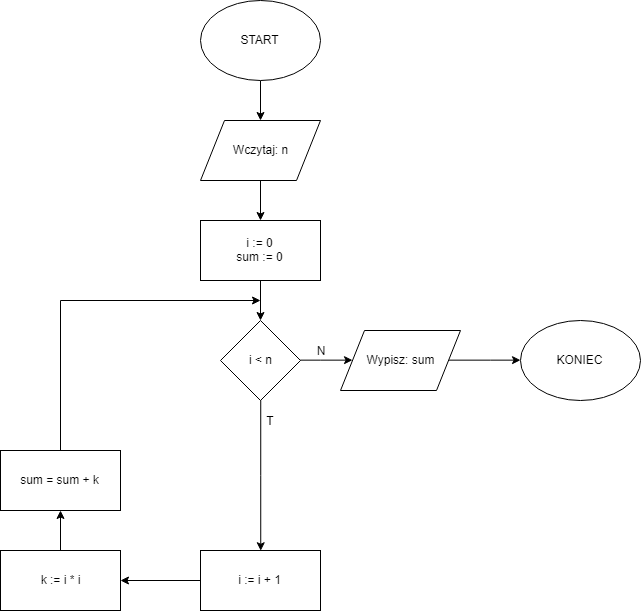 START
Wczytaj: n
i := 0
sum := 0
i < n
N
Wypisz: sum
KONIEC
T
sum = sum + k
k := i * i
i := i + 1